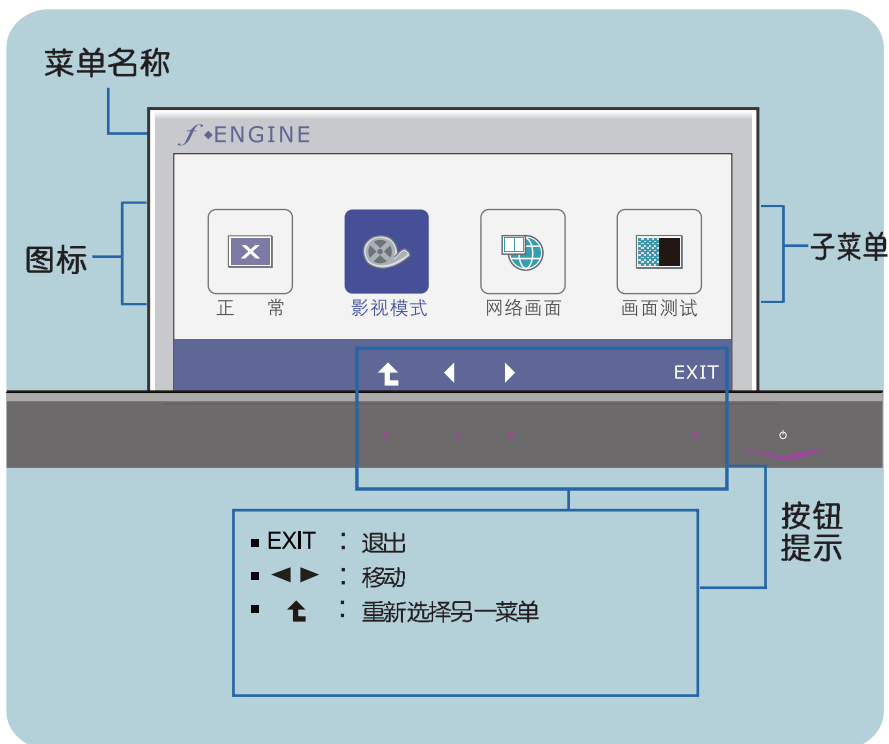 菜单名称
f·ENGINE
图标
子菜单
正 常
影视模式
网络画面
画面测试
EXIT
按钮
提示
EXIT : 退出
◀ ▶ : 移动
: 重新选择另一菜单